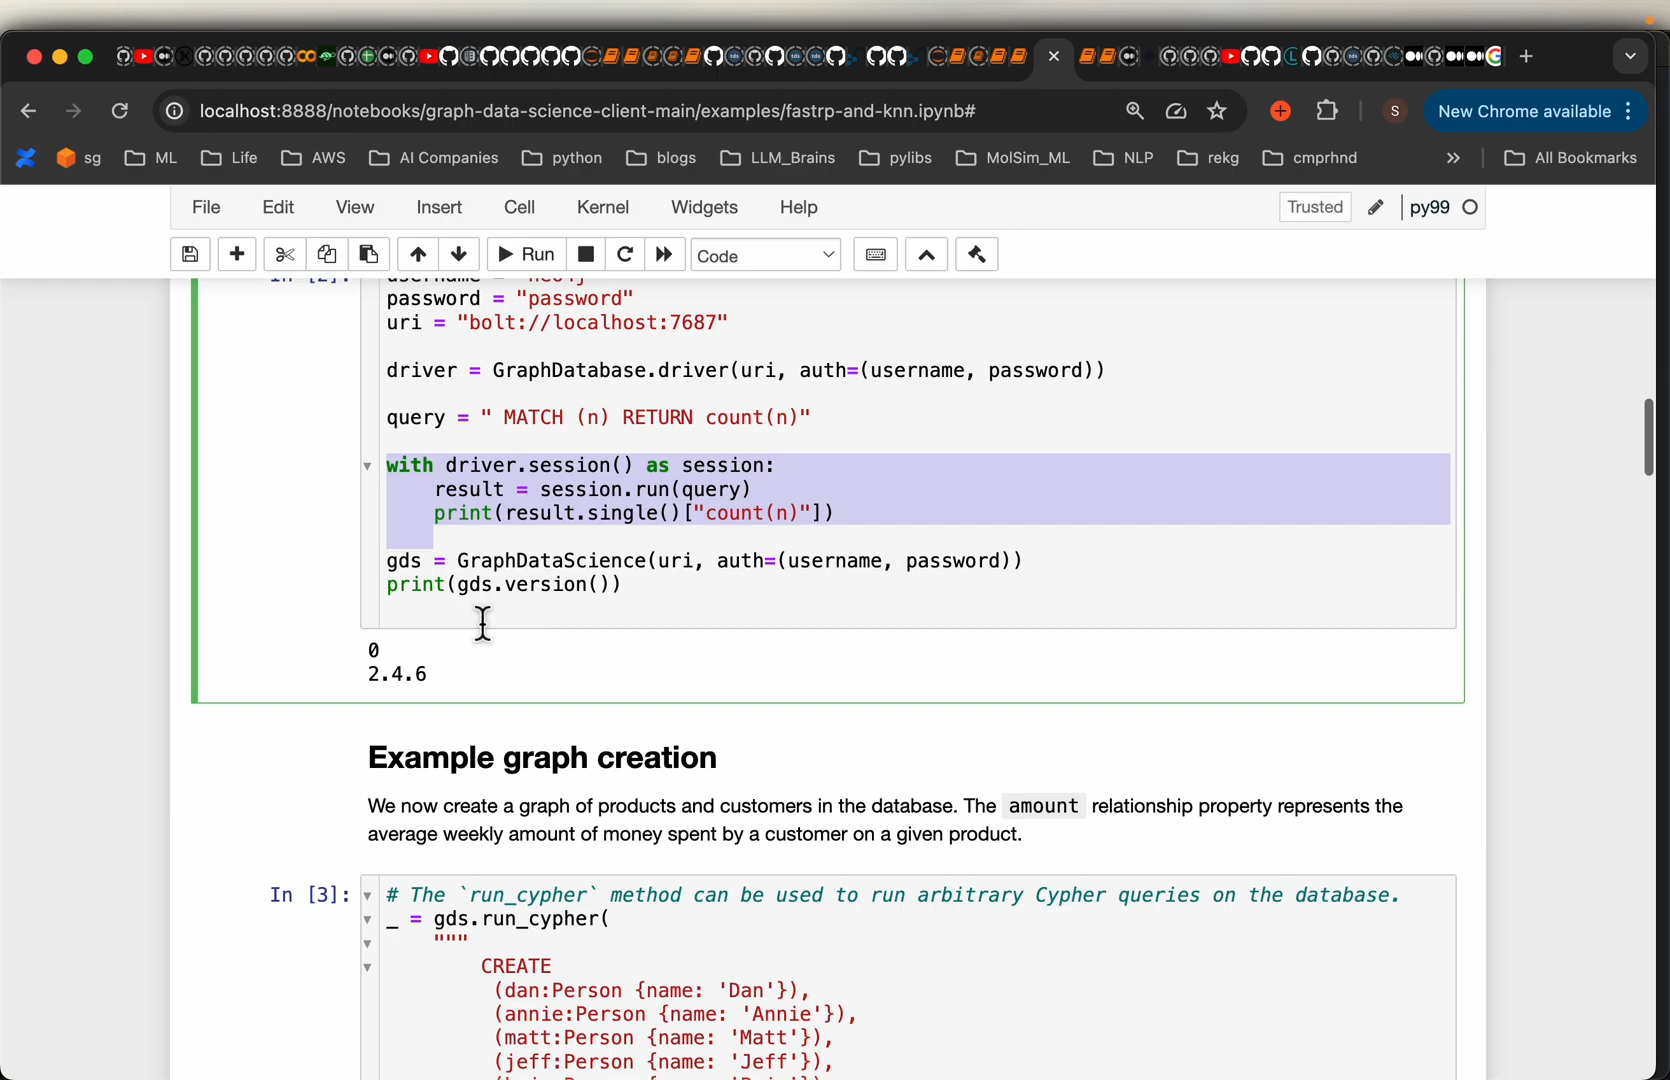 localhost:8888/notebooks/graph-data-science-client-main/examples/fastrp-and-knn.ipynb#
S
New Chrome available
sg
ML
Life
AWS
AI Companies
python
blogs
LLM_Brains
pylibs
MolSim_ML
NLP
rekg
cmprhnd
»
All Bookmarks
File Edit View Insert Cell Kernel Widgets Help
Trusted
py99
Run
Code
password = "password"
uri = "bolt://localhost:7687"
driver = GraphDatabase.driver(uri, auth=(username, password))
query = " MATCH (n) RETURN count(n)"
with driver.session() as session:
result = session.run(query)
print(result.single()["count(n)"])
gds = GraphDataScience(uri, auth=(username, password))
print(gds.version())
0
2.4.6
Example graph creation
We now create a graph of products and customers in the database. The amount relationship property represents the
average weekly amount of money spent by a customer on a given product.
In [3]: # The `run_cypher` method can be used to run arbitrary Cypher queries on the database.
_ = gds.run_cypher(
"""
CREATE
(dan:Person {name: 'Dan'}),
(annie:Person {name: 'Annie'}),
(matt:Person {name: 'Matt'}),
(jeff:Person {name: 'Jeff'}),